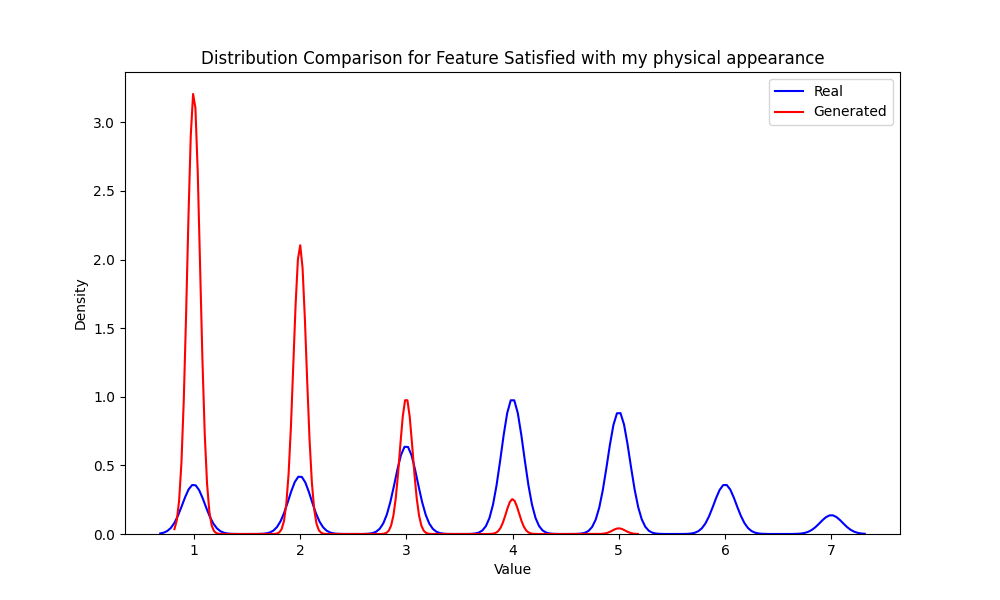 Distribution Comparison for Feature Satisfied with my physical appearance
Real
Generated
3.0
2.5
2.0
1.5
1.0
0.5
0.0
Density
1 2 3 4 5 6 7
Value